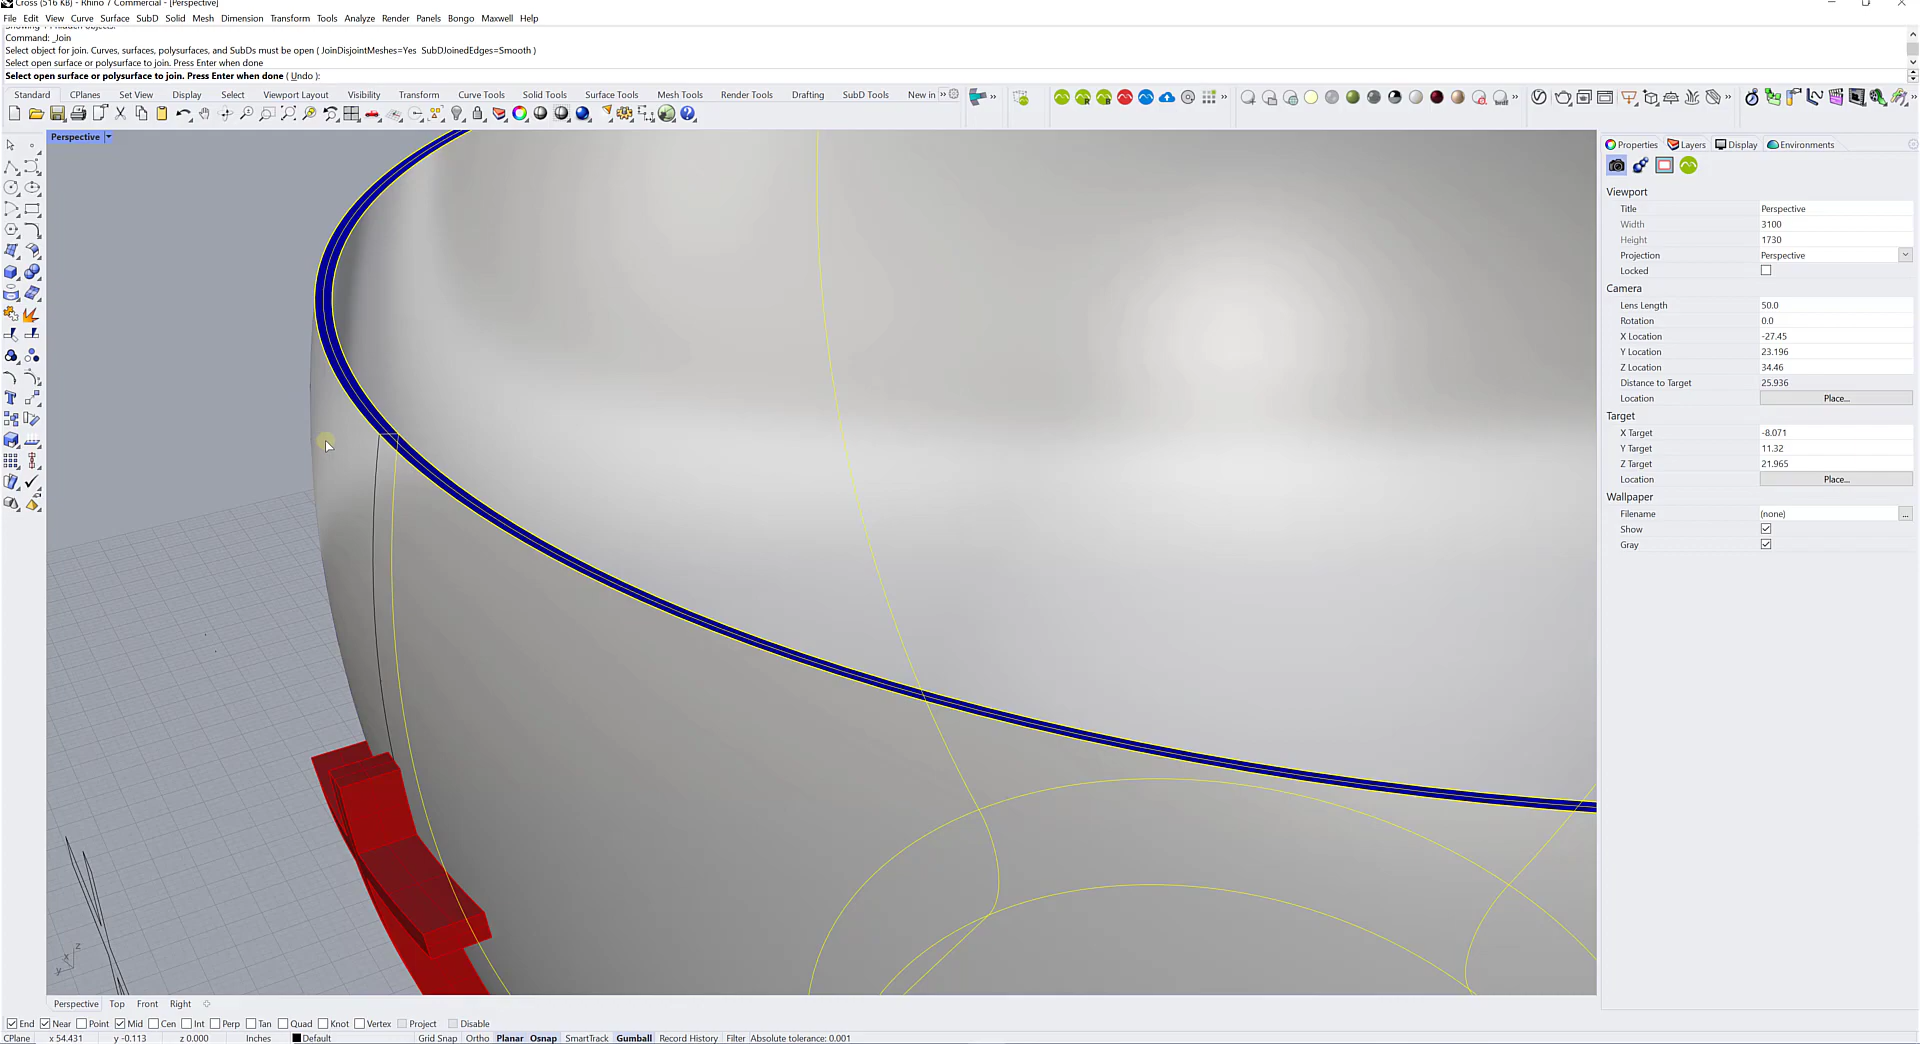 Cross (516 KB) - Rhino 7 Commercial - [Perspective]
File Edit View Curve Surface SubD Solid Mesh Dimension Transform Tools Analyze Render Panels Bongo Maxwell Help
Command: _Join
Select object for join. Curves, surfaces, polysurfaces, and SubDs must be open ( JoinDisjointMeshes=Yes SubDJoinedEdges=Smooth )
Select open surface or polysurface to join. Press Enter when done
Select open surface or polysurface to join. Press Enter when done ( Undo ):
Standard CPlanes Set View Display Select Viewport Layout Visibility Transform Curve Tools Solid Tools Surface Tools Mesh Tools Render Tools Drafting SubD Tools New in
Perspective
Properties Layers Display Environments
Viewport
Title Perspective
Width 3100
Height 1730
Projection Perspective
Locked
Camera
Lens Length 50.0
Rotation 0.0
X Location -27.45
Y Location 23.196
Z Location 34.46
Distance to Target 25.936
Location Place...
Target
X Target -8.071
Y Target 11.32
Z Target 21.965
Location Place...
Wallpaper
Filename (none) ...
Show
Gray
z
x
y
Perspective Top Front Right
End Near Point Mid Cen Int Perp Tan Quad Knot Vertex Project Disable
CPlane x 54.431 y -0.113 z 0.000 Inches Default Grid Snap Ortho Planar Osnap SmartTrack Gumball Record History Filter Absolute tolerance: 0.001